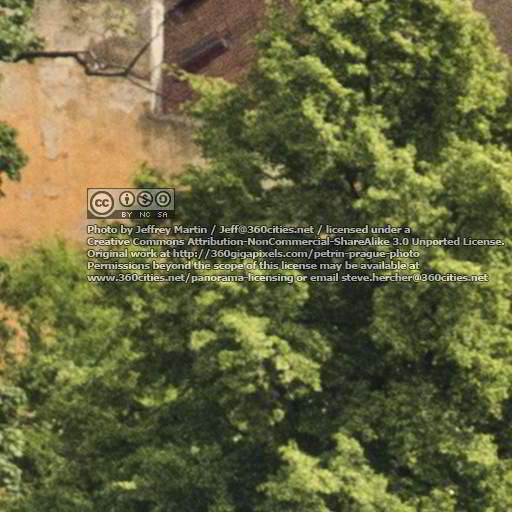 cc
BY NC SA
Photo by Jeffrey Martin / Jeff@360cities.net / licensed under a
Creative Commons Attribution-NonCommercial-ShareAlike 3.0 Unported License.
Original work at http://360gigapixels.com/petrin-prague-photo
Permissions beyond the scope of this license may be available at
www.360cities.net/panorama-licensing or email steve.hercher@360cities.net